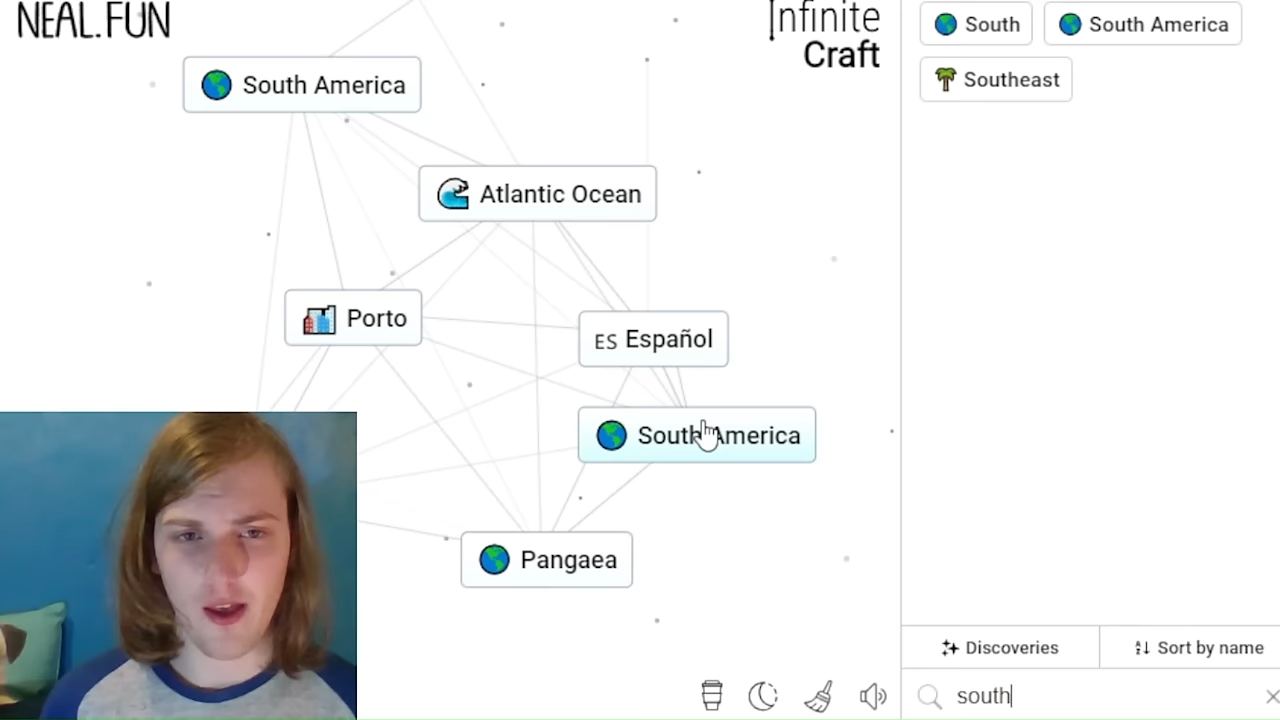 NEAL.FUN
Infinite
Craft
South
South America
Southeast
South America
Atlantic Ocean
Porto
ES Español
South America
Pangaea
Discoveries
Sort by name
south